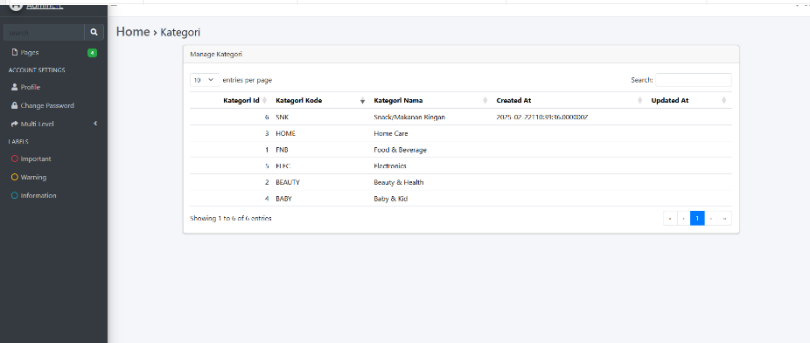 Search
Pages
ACCOUNT SETTINGS
Profile
Change Password
Multi Level
LABELS
Important
Warning
Information
Home › Kategori
Manage Kategori
10 entries per page
Search:
Kategori Id Kategori Kode Kategori Nama Created At Updated At
6 SNK Snack/Makanan Ringan
3 HOME Home Care
1 FNB Food & Beverage
5 ELEC Electronics
2 BEAUTY Beauty & Health
4 BABY Baby & Kid
Showing 1 to 6 of 6 entries
« ‹ 1 › »